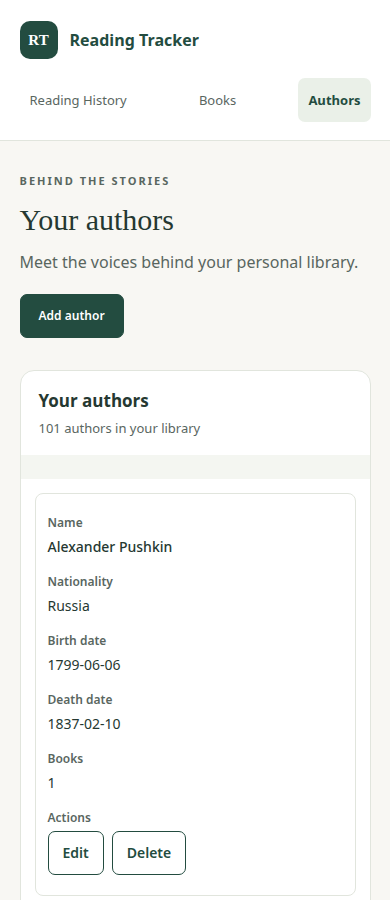 RT Reading Tracker
Reading History Books Authors
BEHIND THE STORIES
Your authors
Meet the voices behind your personal library.
Add author
Your authors
101 authors in your library
Name
Alexander Pushkin
Nationality
Russia
Birth date
1799-06-06
Death date
1837-02-10
Books
1
Actions
Edit Delete